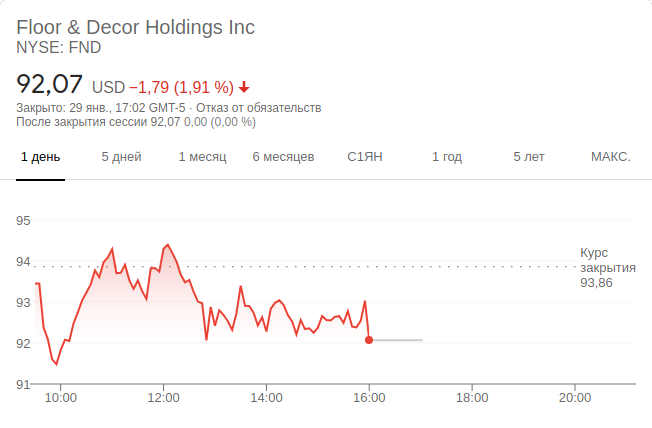 Floor & Decor Holdings Inc
NYSE: FND
92,07 USD −1,79 (1,91 %)
Закрыто: 29 янв., 17:02 GMT-5 · Отказ от обязательств
После закрытия сессии 92,07 0,00 (0,00 %)
1 день 5 дней 1 месяц 6 месяцев С1ЯН 1 год 5 лет МАКС.
95
94
Курс
закрытия
93,86
93
92
91
10:00 12:00 14:00 16:00 18:00 20:00